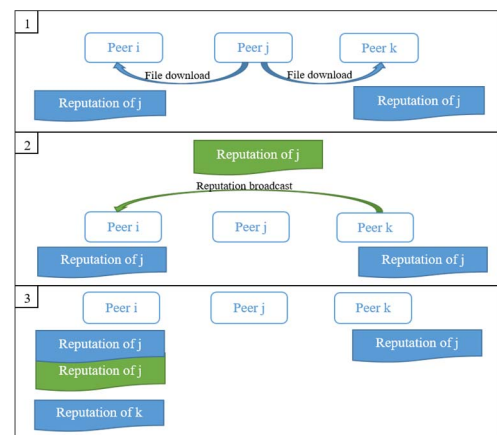 1
Peer i
Peer j
Peer k
File download
File download
Reputation of j
Reputation of j
2
Reputation of j
Reputation broadcast
Peer i
Peer j
Peer k
Reputation of j
Reputation of j
3
Peer i
Peer j
Peer k
Reputation of j
Reputation of j
Reputation of j
Reputation of k